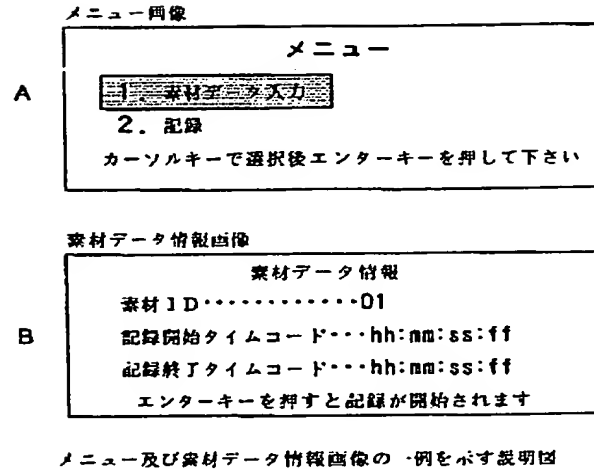 メニュー画像
メニュー
A
1. 素材データ入力
2. 記録
カーソルキーで選択後エンターキーを押して下さい
素材データ情報画像
素材データ情報
素材ID············01
B
記録開始タイムコード···hh:mm:ss:ff
記録終了タイムコード···hh:mm:ss:ff
エンターキーを押すと記録が開始されます
メニュー及び素材データ情報画像の一例を示す説明図